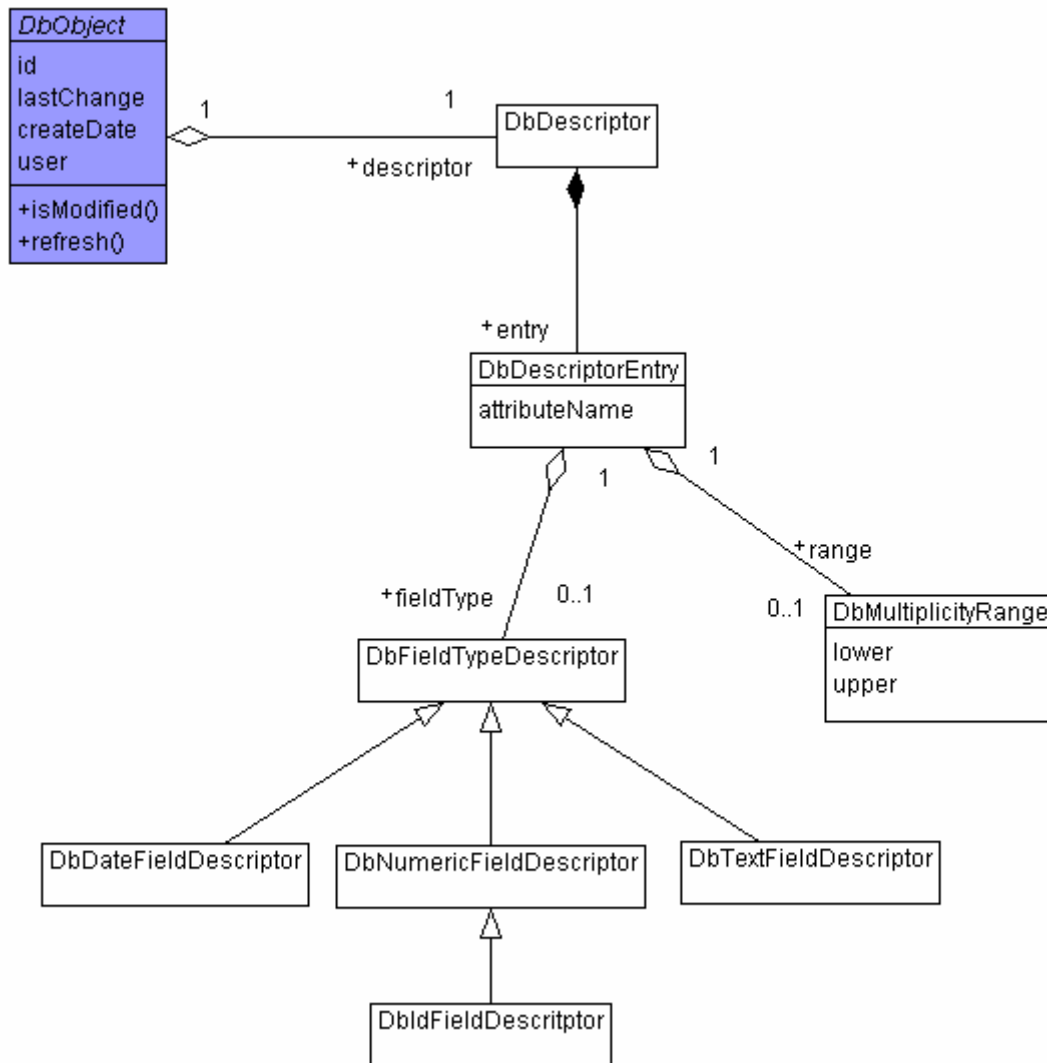 DbObject
id
lastChange
createDate
user
+isModified()
+refresh()
1
1
+descriptor
DbDescriptor
+entry
DbDescriptorEntry
attributeName
1
1
+fieldType
0..1
+range
0..1
DbFieldTypeDescriptor
DbMultiplicityRange
lower
upper
DbDateFieldDescriptor
DbNumericFieldDescriptor
DbTextFieldDescriptor
DbIdFieldDescritptor